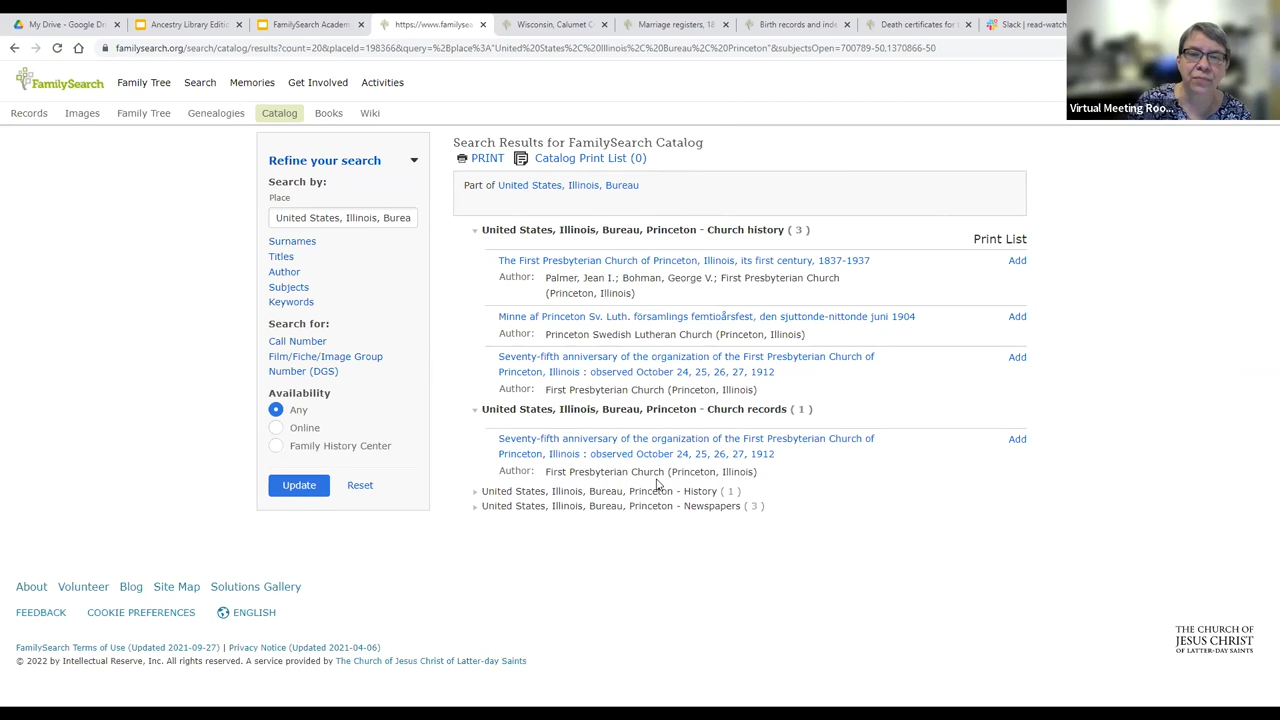 My Drive - Google D
Ancestry Library Editi
FamilySearch Academ
https://www.familysea
Wisconsin, Calumet C
Marriage registers, 18
Birth records and inde
Death certificates for t
Slack | read-watch
familysearch.org/search/catalog/results?count=20&placeId=198366&query=%2Bplace%3A"United%20States%2C%20Illinois%2C%20Bureau%2C%20Princeton"&subjectsOpen=700789-50,1370866-50
FamilySearch
Family Tree
Search
Memories
Get Involved
Activities
Virtual Meeting Roo...
Records
Images
Family Tree
Genealogies
Catalog
Books
Wiki
Refine your search
Search by:
Place
United States, Illinois, Burea
Surnames
Titles
Author
Subjects
Keywords
Search for:
Call Number
Film/Fiche/Image Group
Number (DGS)
Availability
Any
Online
Family History Center
Update
Reset
Search Results for FamilySearch Catalog
PRINT
Catalog Print List (0)
Part of United States, Illinois, Bureau
United States, Illinois, Bureau, Princeton - Church history ( 3 )
Print List
The First Presbyterian Church of Princeton, Illinois, its first century, 1837-1937
Add
Author: Palmer, Jean I.; Bohman, George V.; First Presbyterian Church
(Princeton, Illinois)
Minne af Princeton Sv. Luth. församlings femtioårsfest, den sjuttonde-nittonde juni 1904
Add
Author: Princeton Swedish Lutheran Church (Princeton, Illinois)
Seventy-fifth anniversary of the organization of the First Presbyterian Church of
Add
Princeton, Illinois : observed October 24, 25, 26, 27, 1912
Author: First Presbyterian Church (Princeton, Illinois)
United States, Illinois, Bureau, Princeton - Church records ( 1 )
Seventy-fifth anniversary of the organization of the First Presbyterian Church of
Add
Princeton, Illinois : observed October 24, 25, 26, 27, 1912
Author: First Presbyterian Church (Princeton, Illinois)
United States, Illinois, Bureau, Princeton - History ( 1 )
United States, Illinois, Bureau, Princeton - Newspapers ( 3 )
About
Volunteer
Blog
Site Map
Solutions Gallery
FEEDBACK
COOKIE PREFERENCES
ENGLISH
FamilySearch Terms of Use (Updated 2021-09-27) | Privacy Notice (Updated 2021-04-06)
© 2022 by Intellectual Reserve, Inc. All rights reserved. A service provided by The Church of Jesus Christ of Latter-day Saints
THE CHURCH OF
JESUS CHRIST
OF LATTER-DAY SAINTS